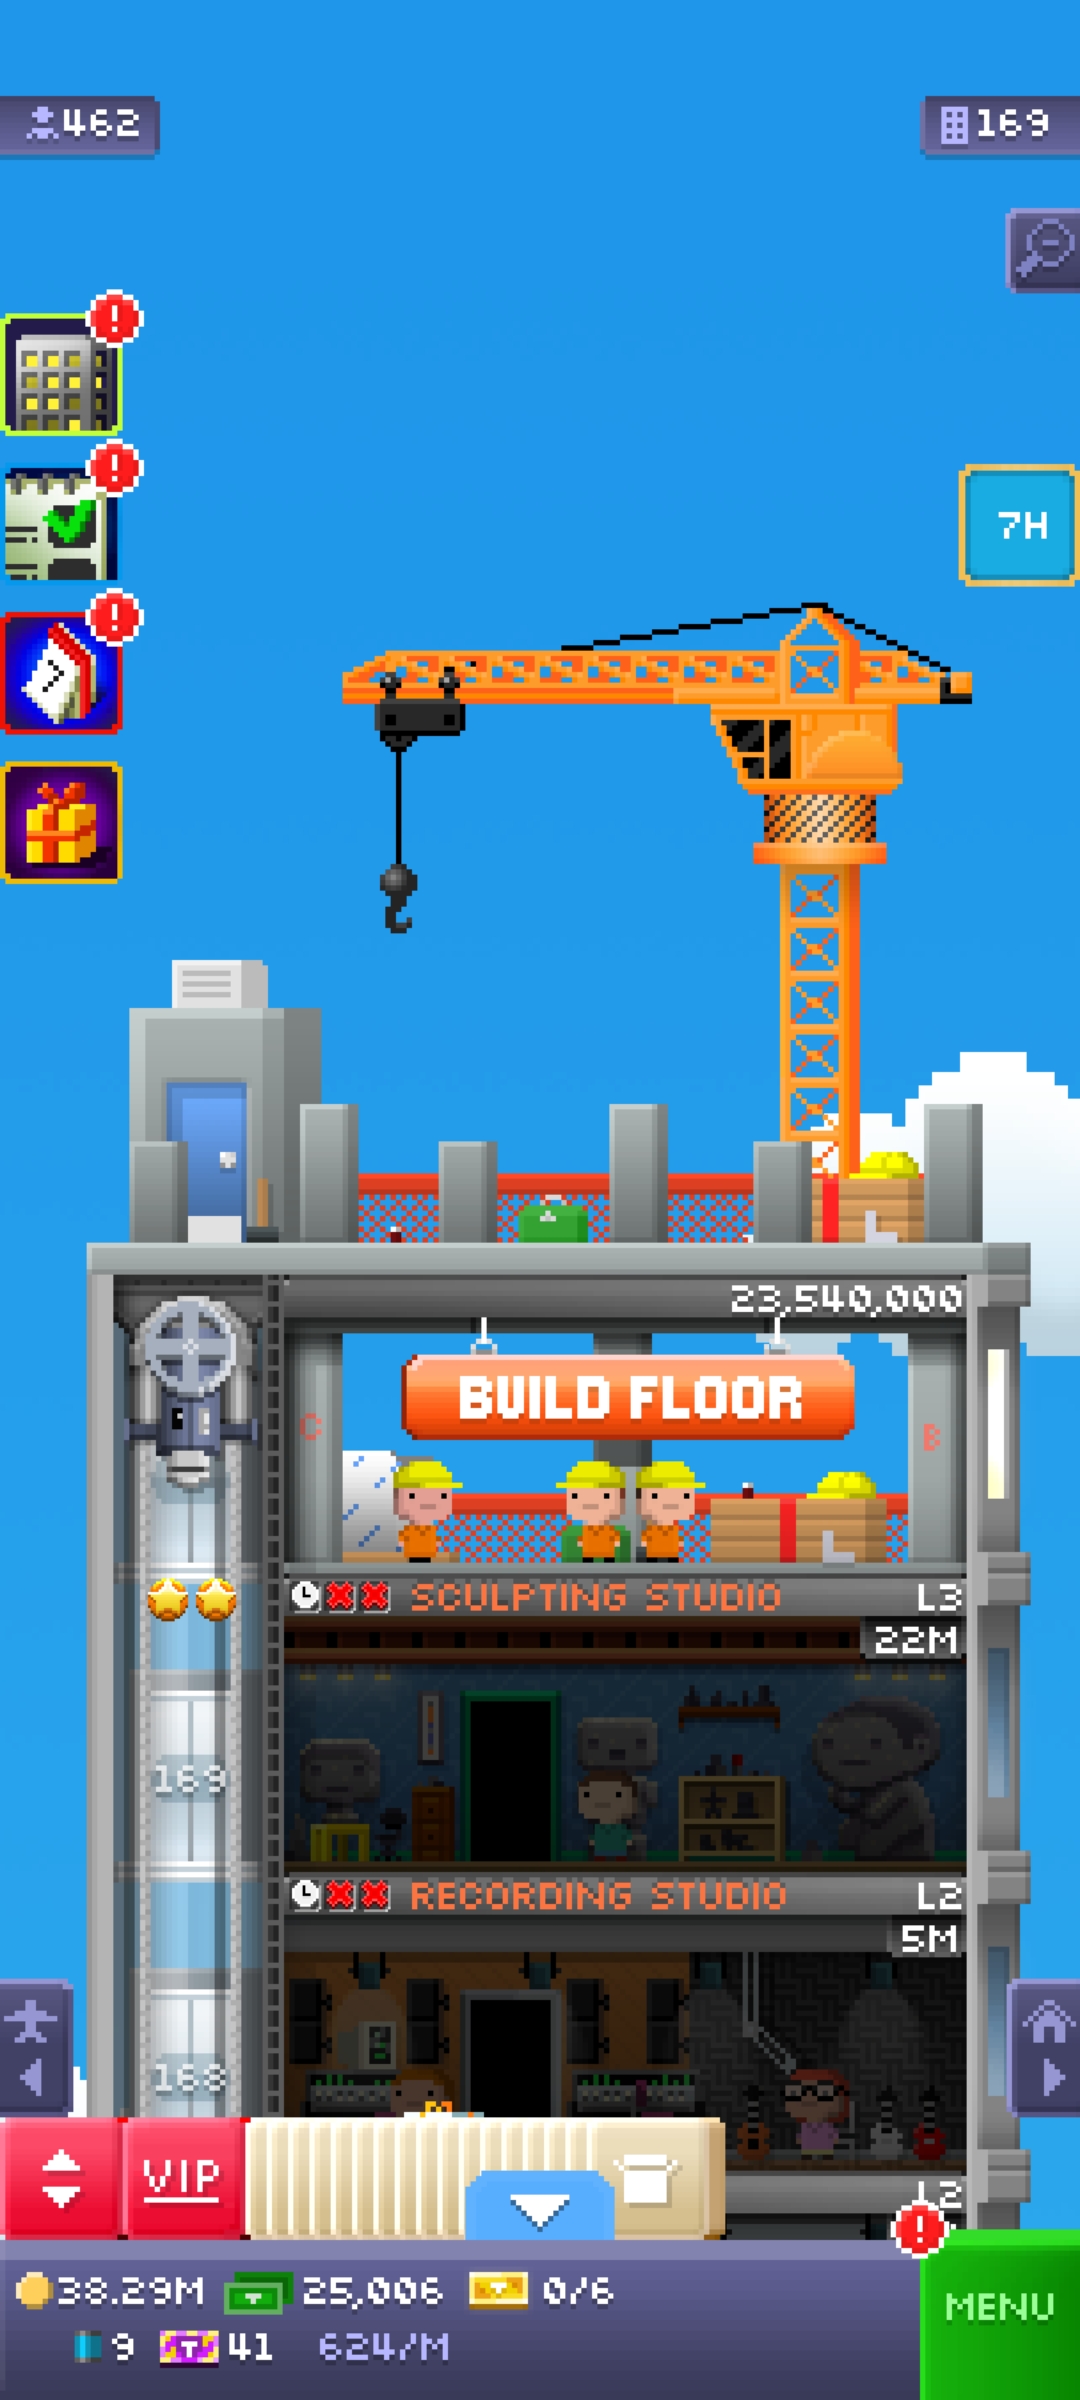 462
169
7H
23,540,000
BUILD FLOOR
C
B
SCULPTING STUDIO L3
22M
169
RECORDING STUDIO L2
5M
168
VIP
L2
38.29M 25,006 0/6
MENU
9 T 41 624/M